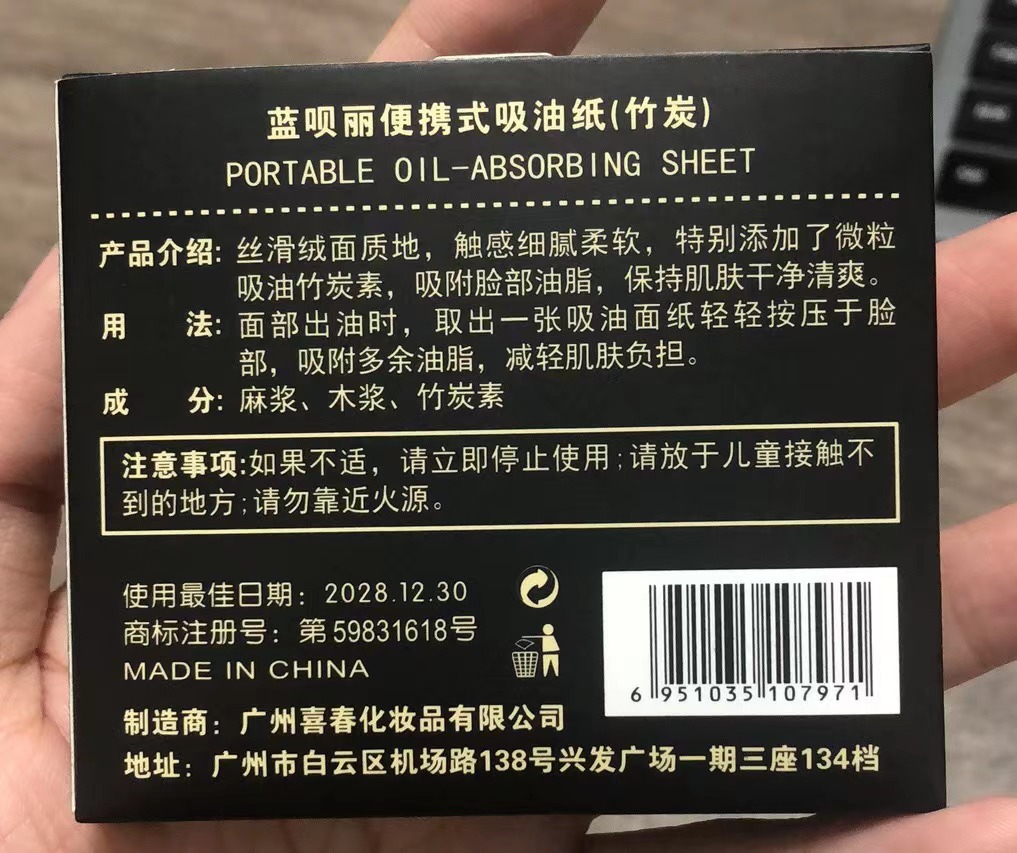 蓝呗丽便携式吸油纸(竹炭)
PORTABLE OIL-ABSORBING SHEET
产品介绍: 丝滑绒面质地，触感细腻柔软，特别添加了微粒
吸油竹炭素，吸附脸部油脂，保持肌肤干净清爽。
用 法: 面部出油时，取出一张吸油面纸轻轻按压于脸
部，吸附多余油脂，减轻肌肤负担。
成 分: 麻浆、木浆、竹炭素
注意事项:如果不适，请立即停止使用;请放于儿童接触不
到的地方;请勿靠近火源。
使用最佳日期: 2028.12.30
商标注册号: 第59831618号
MADE IN CHINA
6 951035 107971
制造商: 广州喜春化妆品有限公司
地址: 广州市白云区机场路138号兴发广场一期三座134档